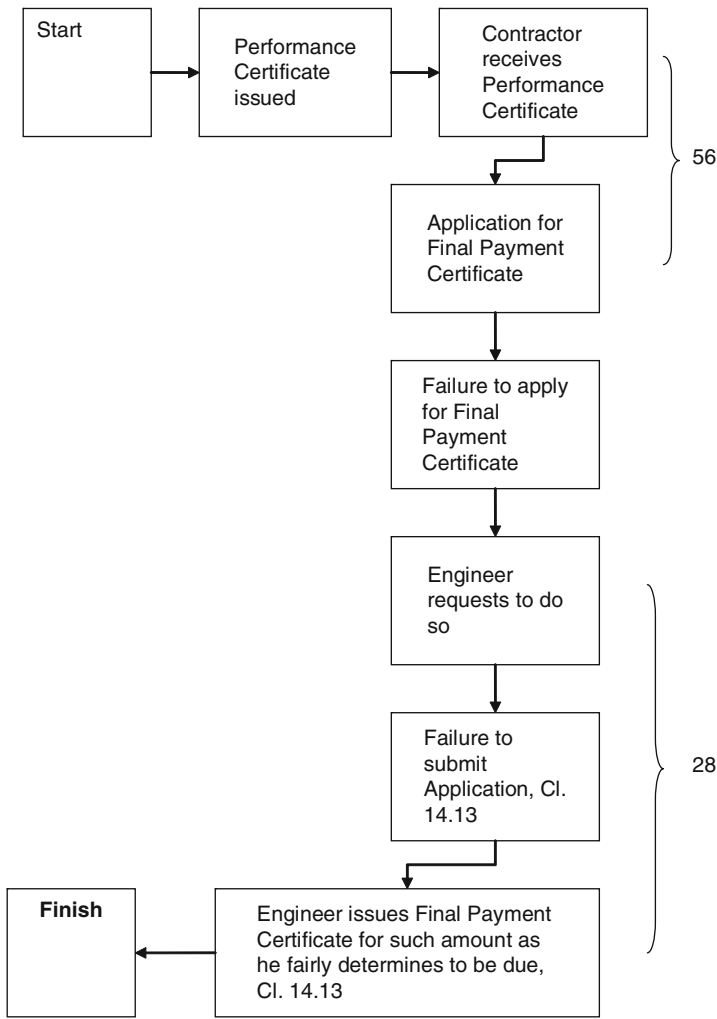 Start
Performance
Certificate
issued
Contractor
receives
Performance
Certificate
56
Application for
Final Payment
Certificate
Failure to apply
for Final
Payment
Certificate
Engineer
requests to do
so
Failure to
submit
Application, Cl.
14.13
28
Finish
Engineer issues Final Payment
Certificate for such amount as
he fairly determines to be due,
Cl. 14.13